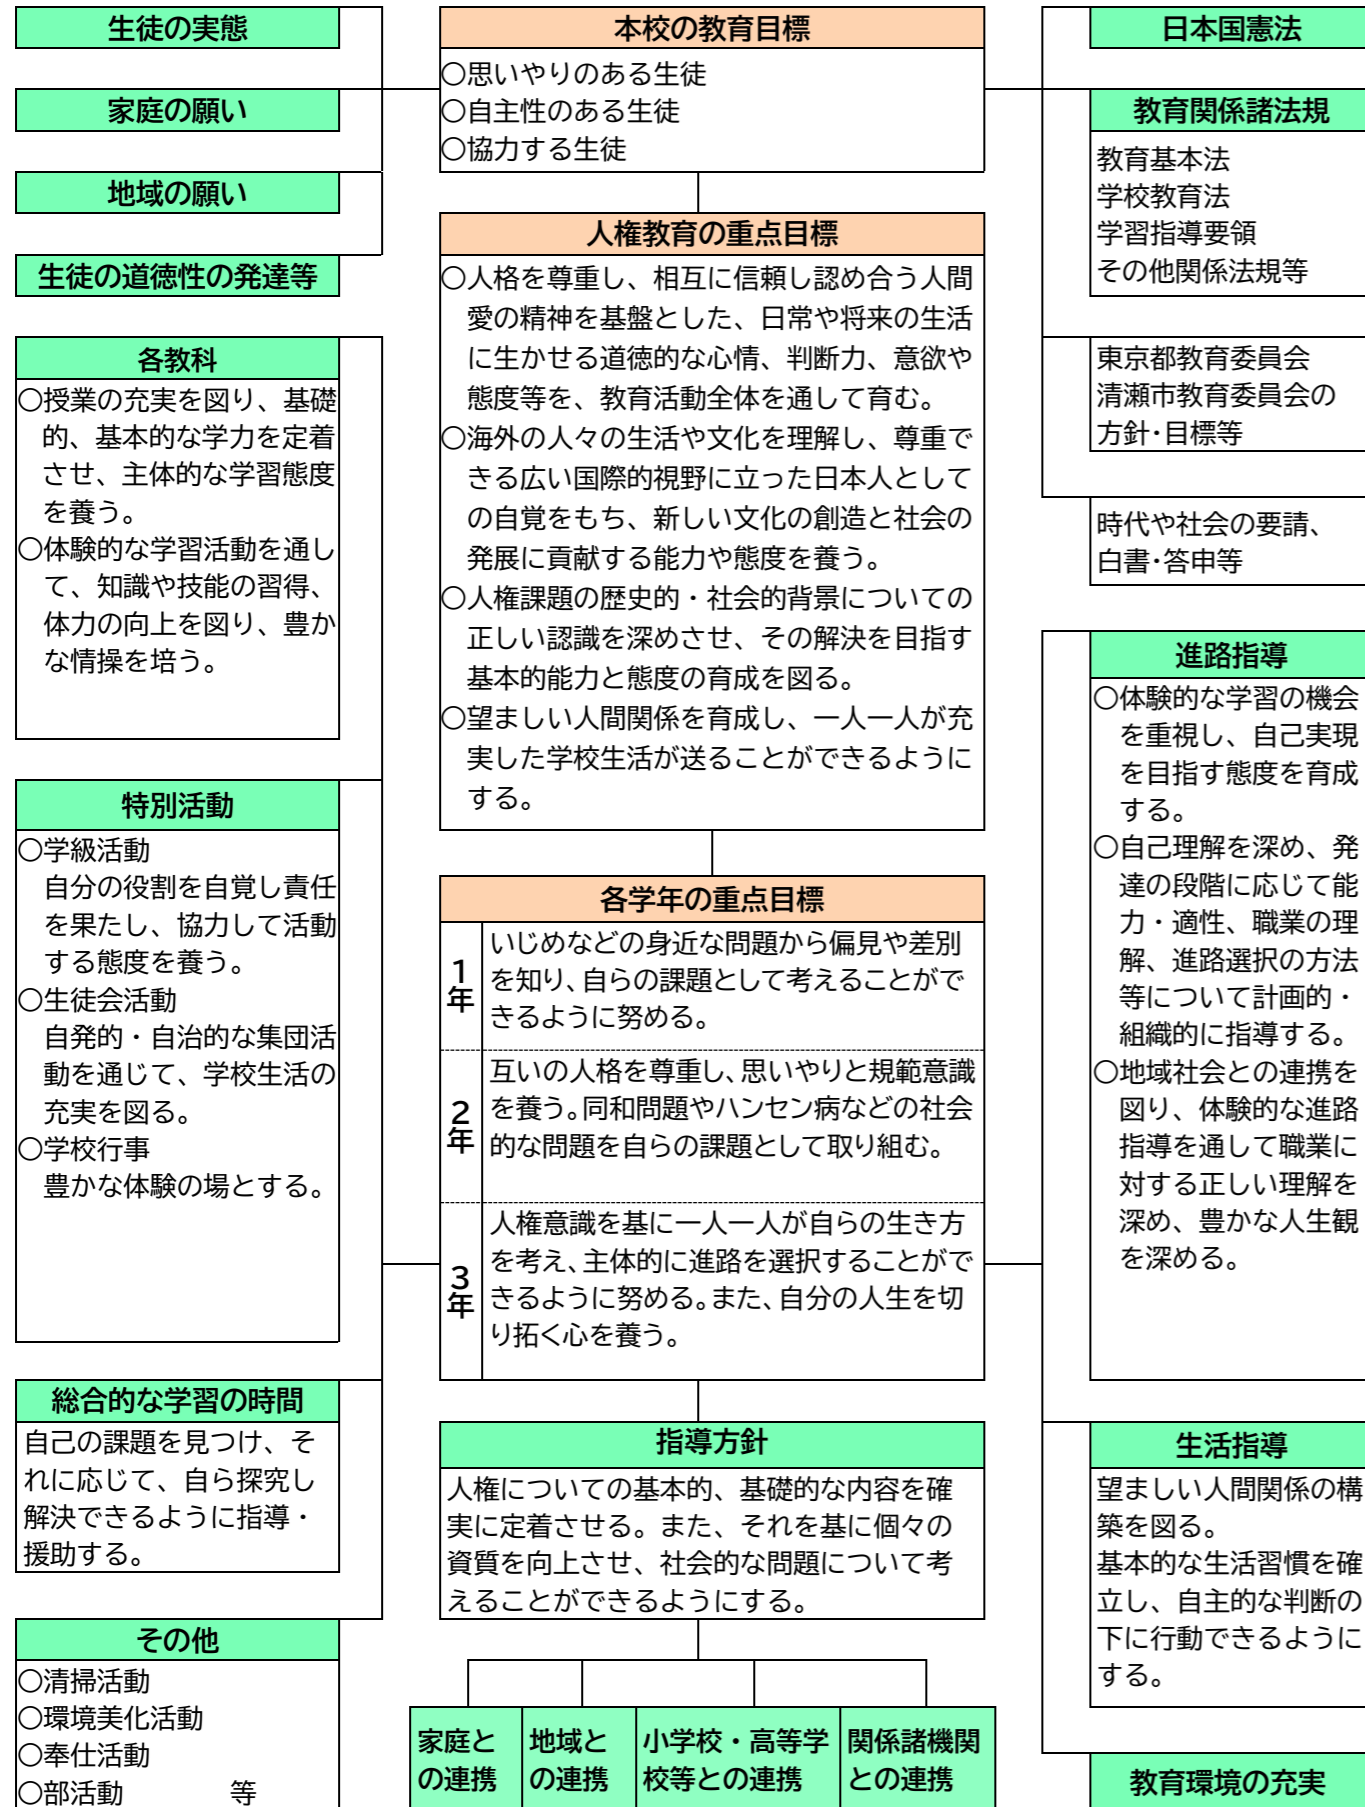 生徒の実態
家庭の願い
地域の願い
生徒の道徳性の発達等
本校の教育目標
○思いやりのある生徒
○自主性のある生徒
○協力する生徒
日本国憲法
教育関係諸法規
教育基本法
学校教育法
学習指導要領
その他関係法規等
東京都教育委員会
清瀬市教育委員会の
方針･目標等
時代や社会の要請、
白書･答申等
人権教育の重点目標
○人格を尊重し、相互に信頼し認め合う人間
愛の精神を基盤とした、日常や将来の生活
に生かせる道徳的な心情、判断力、意欲や
態度等を、教育活動全体を通して育む。
○海外の人々の生活や文化を理解し、尊重で
きる広い国際的視野に立った日本人として
の自覚をもち、新しい文化の創造と社会の
発展に貢献する能力や態度を養う。
○人権課題の歴史的・社会的背景についての
正しい認識を深めさせ、その解決を目指す
基本的能力と態度の育成を図る。
○望ましい人間関係を育成し、一人一人が充
実した学校生活が送ることができるように
する。
各教科
○授業の充実を図り、基礎
的、基本的な学力を定着
させ、主体的な学習態度
を養う。
○体験的な学習活動を通し
て、知識や技能の習得、
体力の向上を図り、豊か
な情操を培う。
特別活動
○学級活動
自分の役割を自覚し責任
を果たし、協力して活動
する態度を養う。
○生徒会活動
自発的・自治的な集団活
動を通じて、学校生活の
充実を図る。
○学校行事
豊かな体験の場とする。
総合的な学習の時間
自己の課題を見つけ、そ
れに応じて、自ら探究し
解決できるように指導・
援助する。
その他
○清掃活動
○環境美化活動
○奉仕活動
○部活動　　　　等
各学年の重点目標
1年
いじめなどの身近な問題から偏見や差別
を知り、自らの課題として考えることがで
きるように努める。
2年
互いの人格を尊重し、思いやりと規範意識
を養う。同和問題やハンセン病などの社会
的な問題を自らの課題として取り組む。
3年
人権意識を基に一人一人が自らの生き方
を考え、主体的に進路を選択することがで
きるように努める。また、自分の人生を切
り拓く心を養う。
指導方針
人権についての基本的、基礎的な内容を確
実に定着させる。また、それを基に個々の
資質を向上させ、社会的な問題について考
えることができるようにする。
家庭と
の連携
地域と
の連携
小学校・高等学
校等との連携
関係諸機関
との連携
進路指導
○体験的な学習の機会
を重視し、自己実現
を目指す態度を育成
する。
○自己理解を深め、発
達の段階に応じて能
力・適性、職業の理
解、進路選択の方法
等について計画的・
組織的に指導する。
○地域社会との連携を
図り、体験的な進路
指導を通して職業に
対する正しい理解を
深め、豊かな人生観
を深める。
生活指導
望ましい人間関係の構
築を図る。
基本的な生活習慣を確
立し、自主的な判断の
下に行動できるように
する。
教育環境の充実